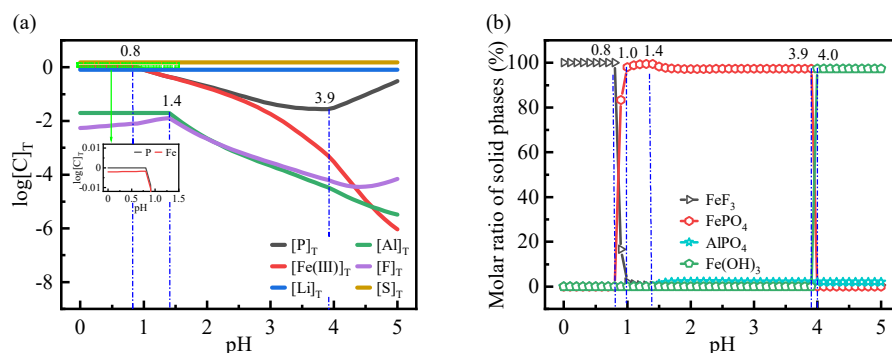 (a)
0.8
1.4
3.9
0
-2
-4
-6
-8
log[C]T
0 1 2 3 4 5
pH
P Fe
0.01
0.00
-0.01
log[C]T
0.0 0.5 1.0 1.5
pH
[P]T [Al]T
[Fe(III)]T [F]T
[Li]T [S]T
(b)
0.8 1.0 1.4 3.9 4.0
100
80
60
40
20
0
Molar ratio of solid phases (%)
FeF3
FePO4
AlPO4
Fe(OH)3
0 1 2 3 4 5
pH